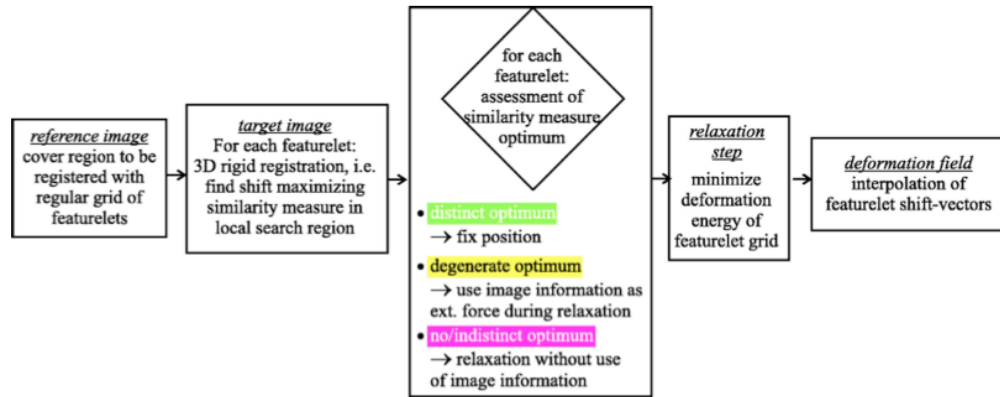 reference image
cover region to be
registered with
regular grid of
featurelets
target image
For each featurelet:
3D rigid registration, i.e.
find shift maximizing
similarity measure in
local search region
for each
featurelet:
assessment of
similarity measure
optimum
• distinct optimum
→ fix position
• degenerate optimum
→ use image information as
ext. force during relaxation
• no/indistinct optimum
→ relaxation without use
of image information
relaxation
step
minimize
deformation
energy of
featurelet grid
deformation field
interpolation of
featurelet shift-vectors